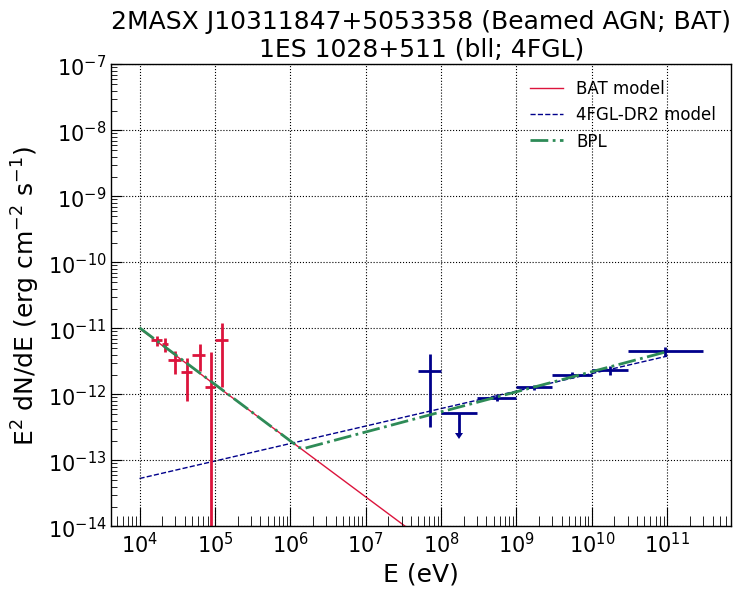 2MASX J10311847+5053358 (Beamed AGN; BAT)
1ES 1028+511 (bll; 4FGL)
BAT model
4FGL-DR2 model
BPL
10⁻⁷
10⁻⁸
10⁻⁹
10⁻¹⁰
10⁻¹¹
10⁻¹²
10⁻¹³
10⁻¹⁴
E² dN/dE (erg cm⁻² s⁻¹)
10⁴ 10⁵ 10⁶ 10⁷ 10⁸ 10⁹ 10¹⁰ 10¹¹
E (eV)